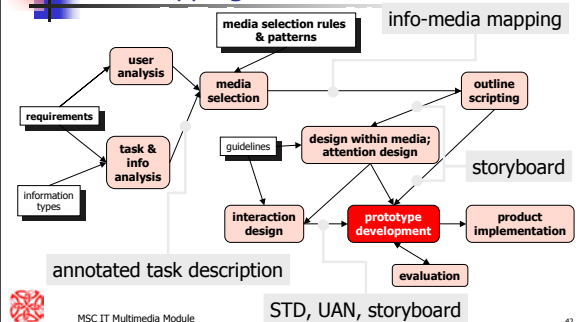 media selection rules
& patterns
info-media mapping
user
analysis
media
selection
outline
scripting
requirements
task &
info
analysis
guidelines
design within media;
attention design
storyboard
information
types
interaction
design
prototype
development
product
implementation
annotated task description
evaluation
STD, UAN, storyboard
MSC IT Multimedia Module